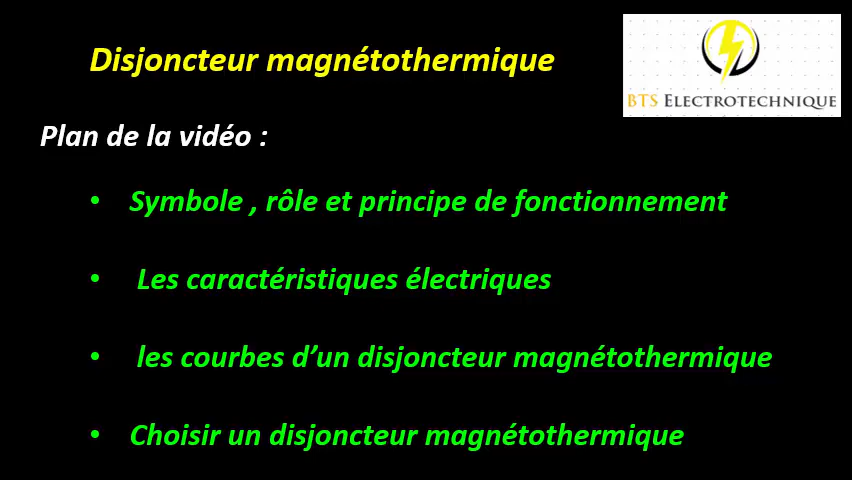 Disjoncteur magnétothermique
BTS ELECTROTECHNIQUE
Plan de la vidéo :
• Symbole , rôle et principe de fonctionnement
• Les caractéristiques électriques
• les courbes d’un disjoncteur magnétothermique
• Choisir un disjoncteur magnétothermique